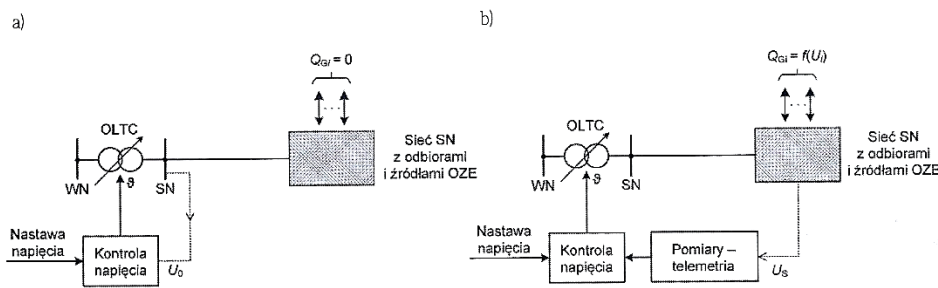 a)
Q_Gi = 0
OLTC
WN
SN
ϑ
Sieć SN
z odbiorami
i źródłami OZE
Nastawa
napięcia
Kontrola
napięcia
U_0
b)
Q_Gi = f(U_i)
OLTC
WN
SN
ϑ
Sieć SN
z odbiorami
i źródłami OZE
Nastawa
napięcia
Kontrola
napięcia
Pomiary –
telemetria
U_S